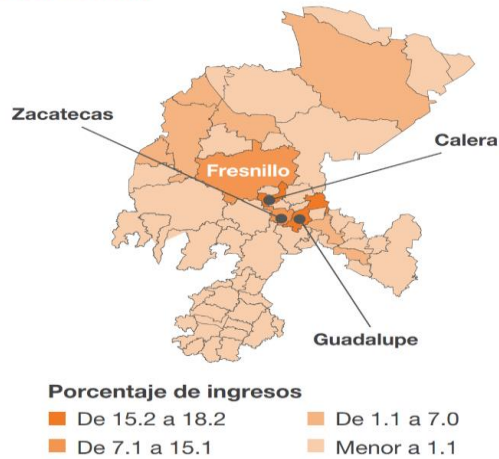 Zacatecas
Calera
Fresnillo
Guadalupe
Porcentaje de ingresos
De 15.2 a 18.2
De 1.1 a 7.0
De 7.1 a 15.1
Menor a 1.1